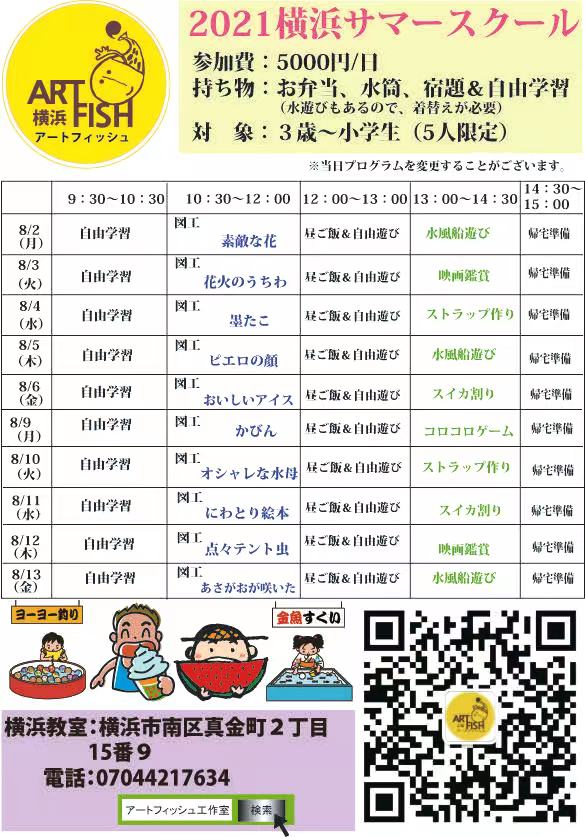 ART
横浜 FISH
アートフィッシュ
2021横浜サマースクール
参加費：5000円/日
持ち物：お弁当、水筒、宿題＆自由学習
（水遊びもあるので、着替えが必要）
対　象：３歳～小学生（5人限定）
※当日プログラムを変更することがございます。
9：30～10：30 10：30～12：00 12：00～13：00 13：00～14：30 14：30～15：00
8/2（月） 自由学習 図工 素敵な花 昼ご飯＆自由遊び 水風船遊び 帰宅準備
8/3（火） 自由学習 図工 花火のうちわ 昼ご飯＆自由遊び 映画鑑賞 帰宅準備
8/4（水） 自由学習 図工 墨たこ 昼ご飯＆自由遊び ストラップ作り 帰宅準備
8/5（木） 自由学習 図工 ピエロの顔 昼ご飯＆自由遊び 水風船遊び 帰宅準備
8/6（金） 自由学習 図工 おいしいアイス 昼ご飯＆自由遊び スイカ割り 帰宅準備
8/9（月） 自由学習 図工 かびん 昼ご飯＆自由遊び コロコロゲーム 帰宅準備
8/10（火） 自由学習 図工 オシャレな水母 昼ご飯＆自由遊び ストラップ作り 帰宅準備
8/11（水） 自由学習 図工 にわとり絵本 昼ご飯＆自由遊び スイカ割り 帰宅準備
8/12（木） 自由学習 図工 点々テント虫 昼ご飯＆自由遊び 映画鑑賞 帰宅準備
8/13（金） 自由学習 図工 あさがおが咲いた 昼ご飯＆自由遊び 水風船遊び 帰宅準備
ヨーヨー釣り
金魚すくい
横浜教室：横浜市南区真金町２丁目
15番９
電話：07044217634
アートフィッシュ工作室 検索
ART
FISH